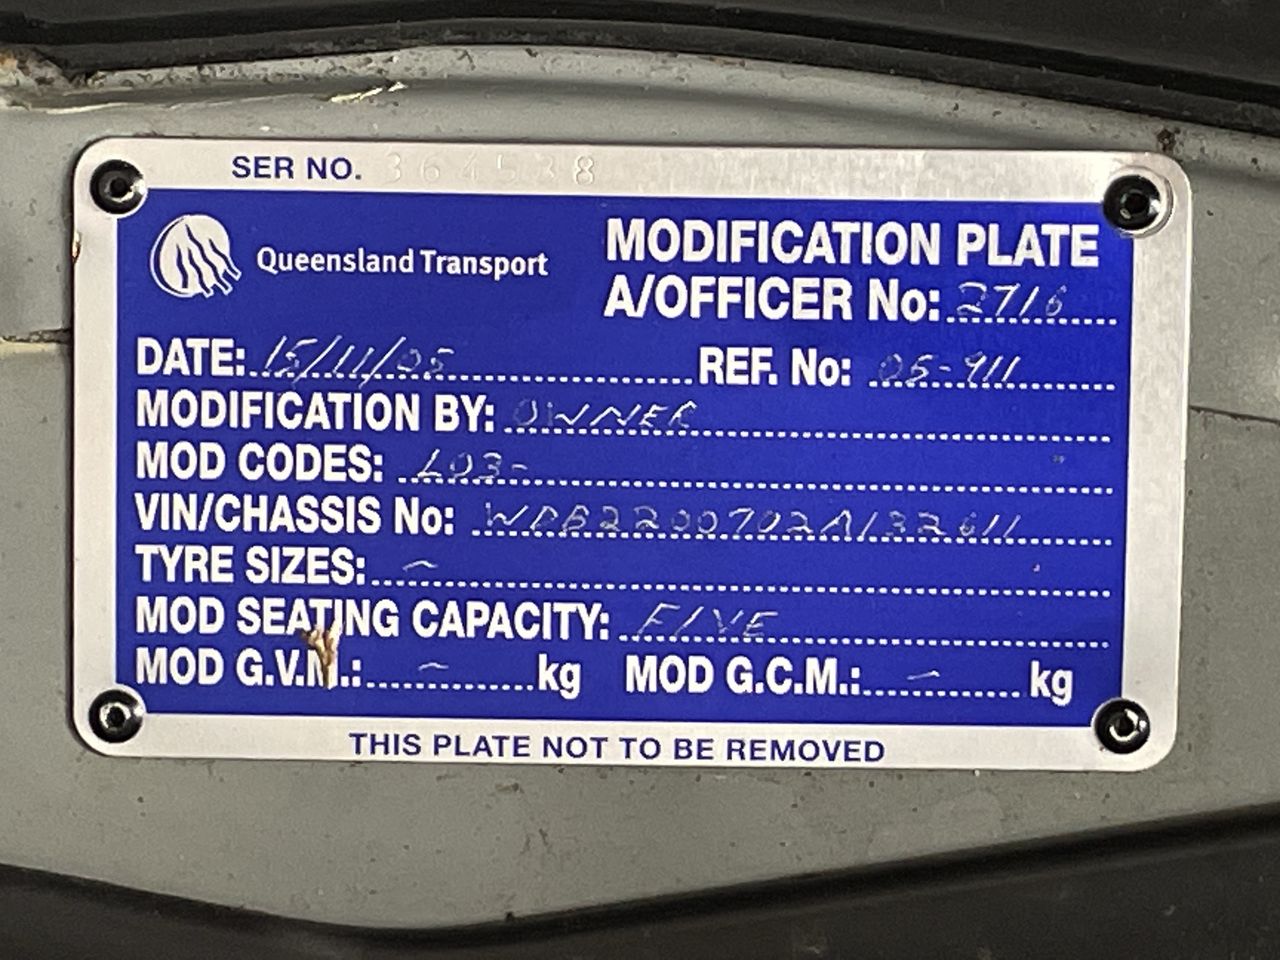 SER NO. 364538
Queensland Transport
MODIFICATION PLATE
A/OFFICER No: 2716
DATE: 15/11/05 REF. No: 05-911
MODIFICATION BY: OWNER
MOD CODES: L03-
VIN/CHASSIS No: WDB2200702A132611
TYRE SIZES: -
MOD SEATING CAPACITY: FIVE
MOD G.V.M.: - kg MOD G.C.M.: - kg
THIS PLATE NOT TO BE REMOVED